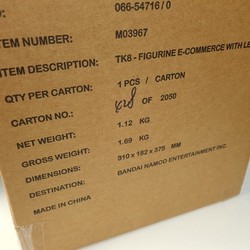 066-54716 / 0
ITEM NUMBER: M03967
ITEM DESCRIPTION: TK8 - FIGURINE E-COMMERCE WITH LE
QTY PER CARTON: 1 PCS / CARTON
CARTON NO.: OF 2050
NET WEIGHT: 1.12 KG
GROSS WEIGHT: 1.69 KG
DIMENSIONS: 310 x 182 x 375 MM
DESTINATION: BANDAI NAMCO ENTERTAINMENT INC.
MADE IN CHINA